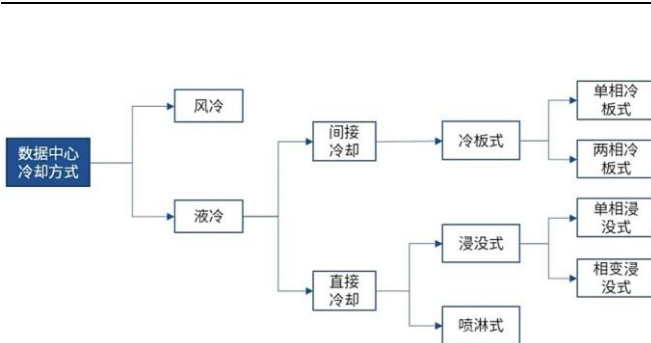 数据中心
冷却方式
风冷
液冷
间接
冷却
直接
冷却
冷板式
浸没式
喷淋式
单相冷
板式
两相冷
板式
单相浸
没式
相变浸
没式